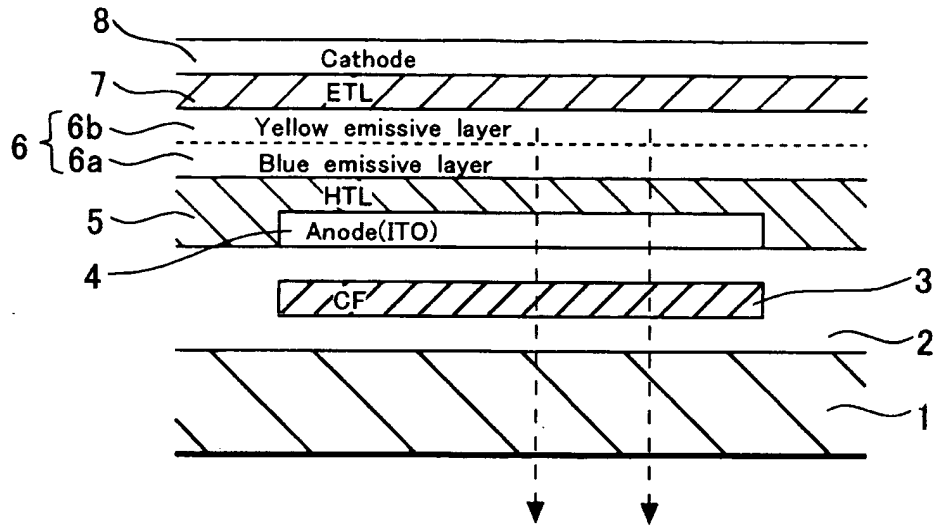 8
Cathode
7
ETL
6
6b
Yellow emissive layer
6a
Blue emissive layer
HTL
5
Anode(ITO)
4
CF
3
2
1